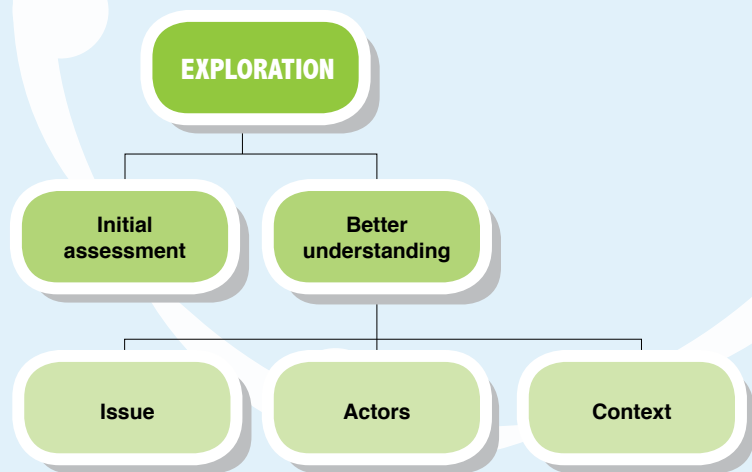 EXPLORATION
Initial
assessment
Better
understanding
Issue
Actors
Context